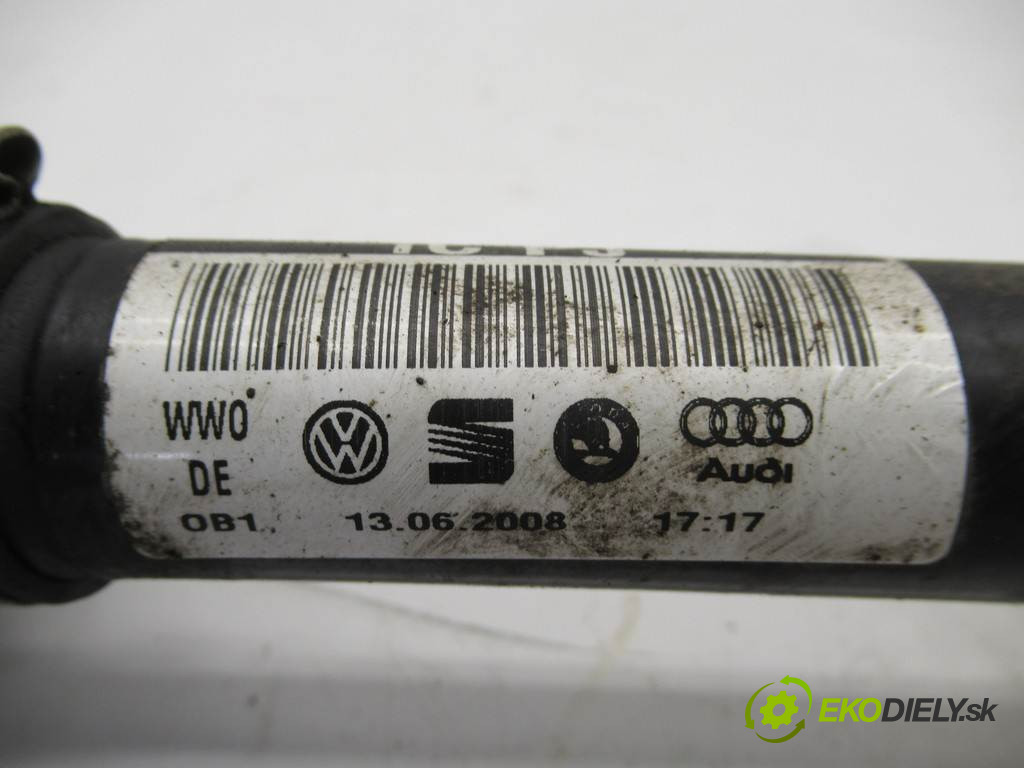 WWO
DE
Audi
OB1. 13.06.2008 17:17
EKODIELY.sk